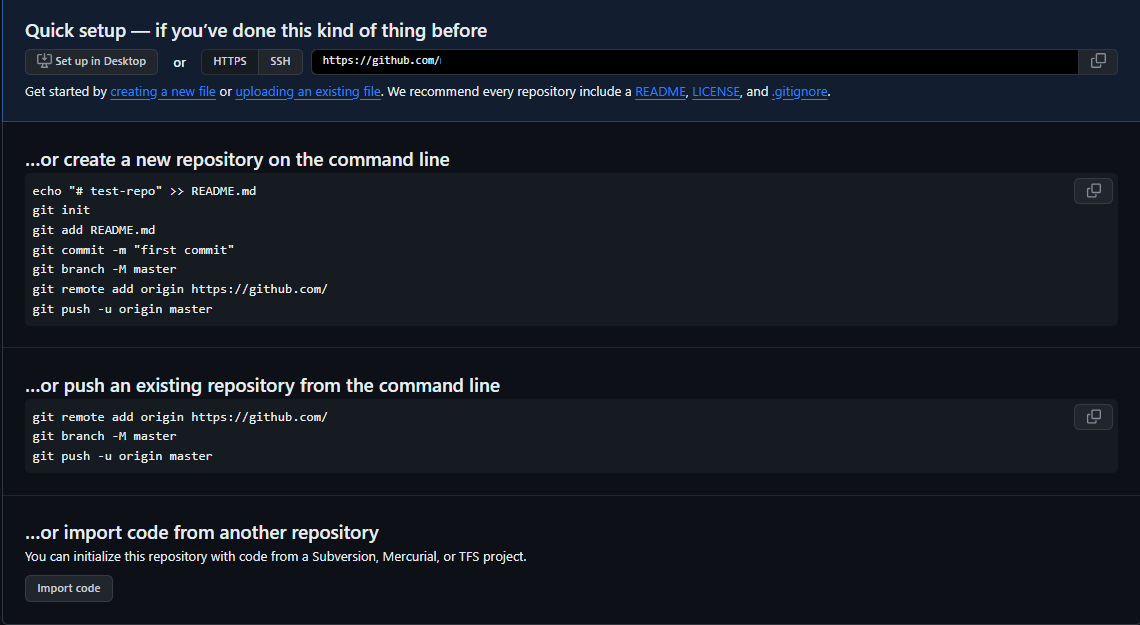 Quick setup — if you’ve done this kind of thing before
Set up in Desktop or HTTPS SSH https://github.com/
Get started by creating a new file or uploading an existing file. We recommend every repository include a README, LICENSE, and .gitignore.
…or create a new repository on the command line
echo "# test-repo" >> README.md
git init
git add README.md
git commit -m "first commit"
git branch -M master
git remote add origin https://github.com/
git push -u origin master
…or push an existing repository from the command line
git remote add origin https://github.com/
git branch -M master
git push -u origin master
…or import code from another repository
You can initialize this repository with code from a Subversion, Mercurial, or TFS project.
Import code